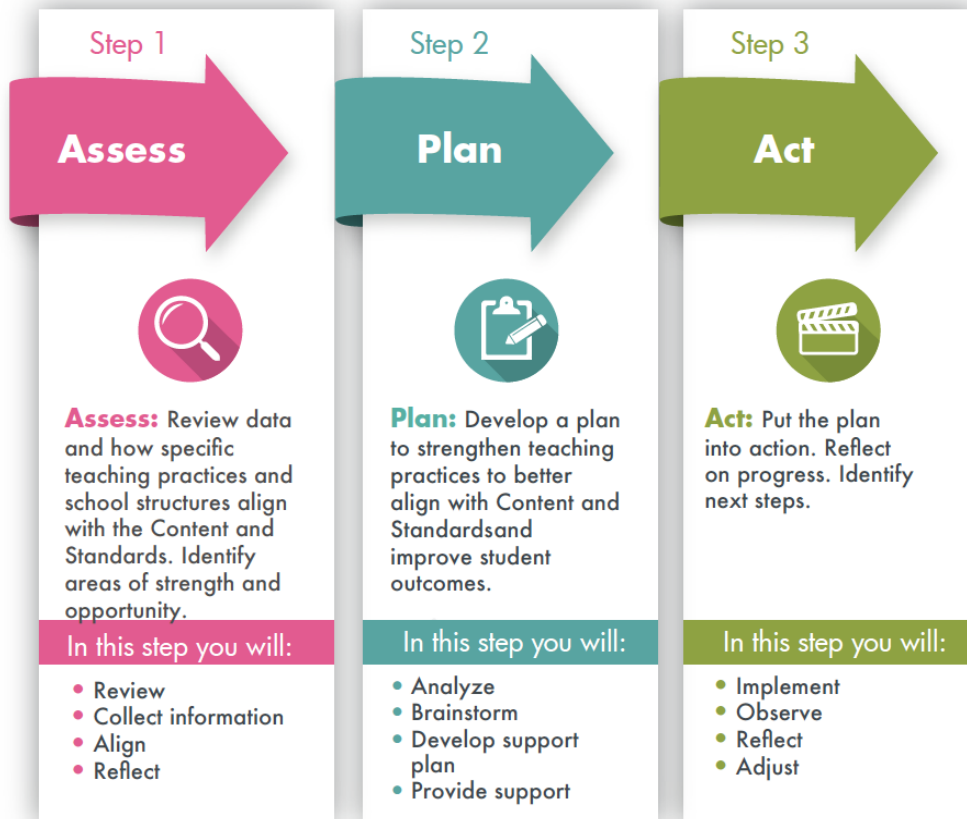 Step 1
Assess
Assess: Review data
and how specific
teaching practices and
school structures align
with the Content and
Standards. Identify
areas of strength and
opportunity.
In this step you will:
• Review
• Collect information
• Align
• Reflect
Step 2
Plan
Plan: Develop a plan
to strengthen teaching
practices to better
align with Content and
Standardsand
improve student
outcomes.
In this step you will:
• Analyze
• Brainstorm
• Develop support
plan
• Provide support
Step 3
Act
Act: Put the plan
into action. Reflect
on progress. Identify
next steps.
In this step you will:
• Implement
• Observe
• Reflect
• Adjust